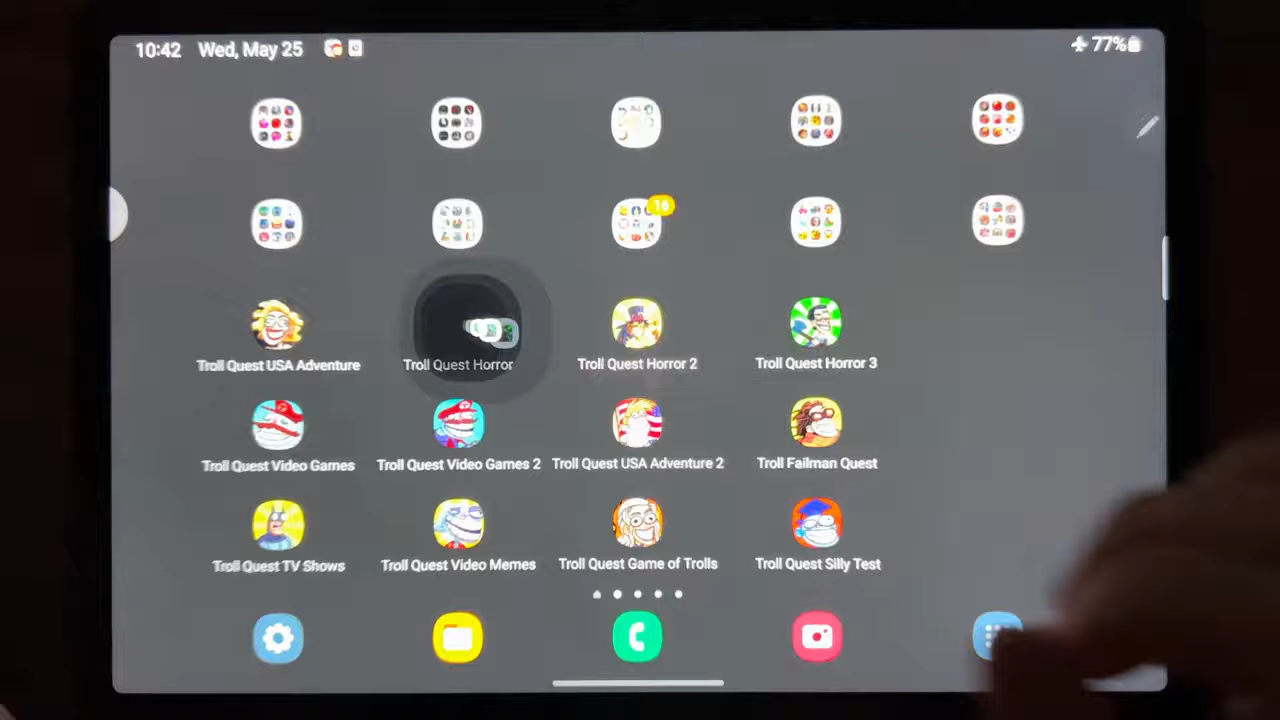 10:42 Wed, May 25 77%
16
Troll Quest USA Adventure Troll Quest Horror Troll Quest Horror 2 Troll Quest Horror 3
Troll Quest Video Games Troll Quest Video Games 2 Troll Quest USA Adventure 2 Troll Failman Quest
Troll Quest TV Shows Troll Quest Video Memes Troll Quest Game of Trolls Troll Quest Silly Test